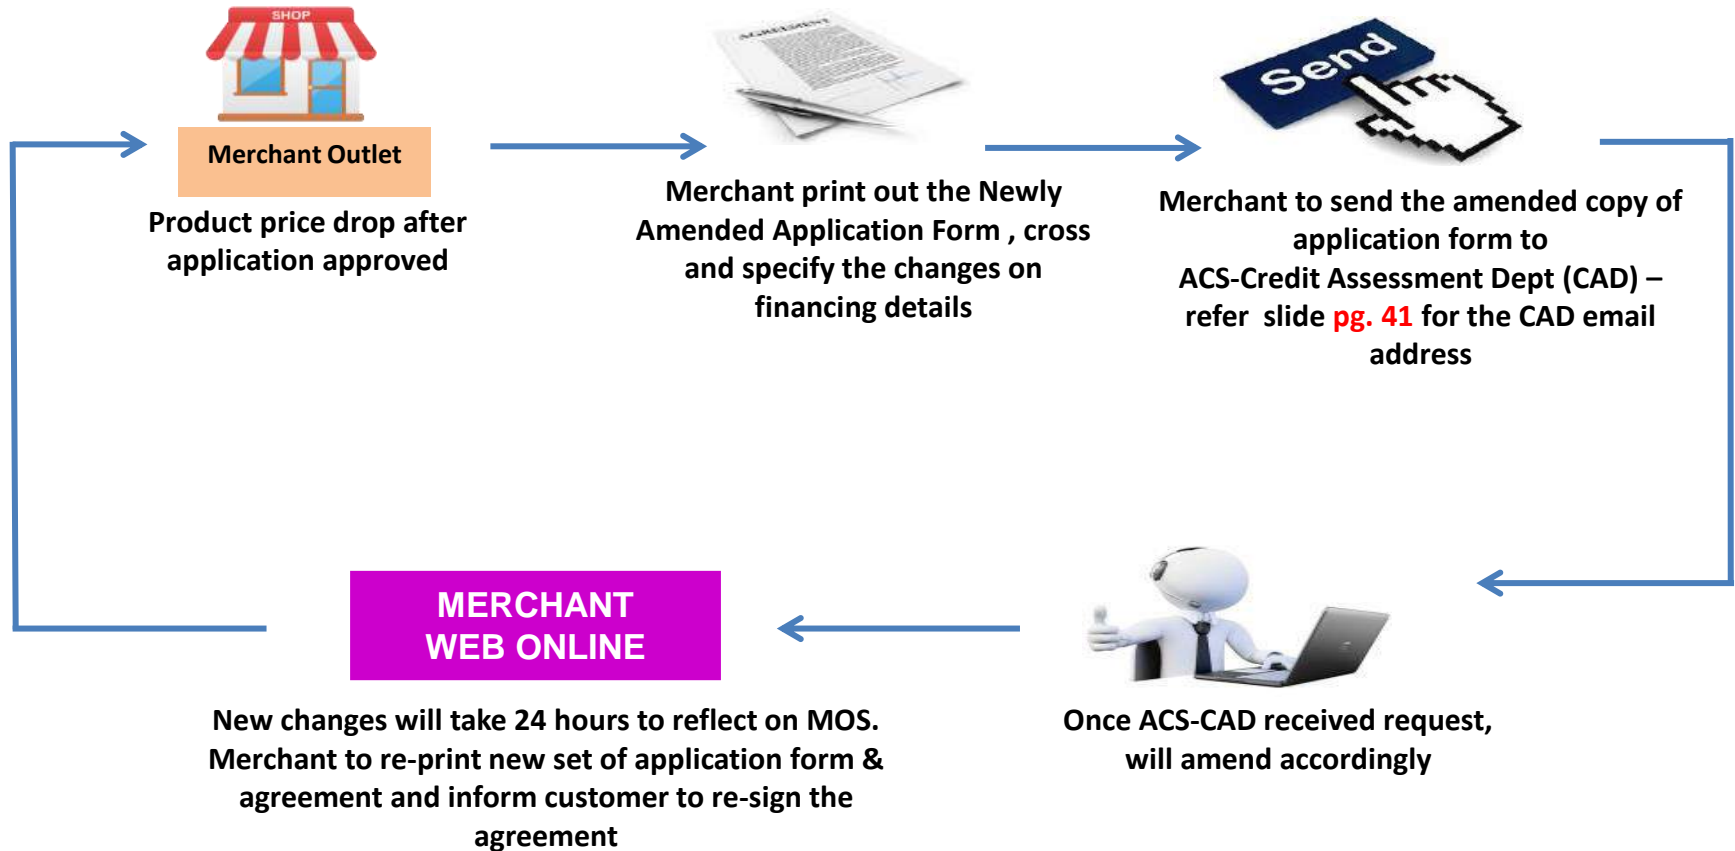 SHOP
Merchant Outlet
Product price drop after
application approved
AGREEMENT
Merchant print out the Newly
Amended Application Form , cross
and specify the changes on
financing details
Send
Merchant to send the amended copy of
application form to
ACS-Credit Assessment Dept (CAD) –
refer slide pg. 41 for the CAD email
address
Once ACS-CAD received request,
will amend accordingly
MERCHANT
WEB ONLINE
New changes will take 24 hours to reflect on MOS.
Merchant to re-print new set of application form &
agreement and inform customer to re-sign the
agreement